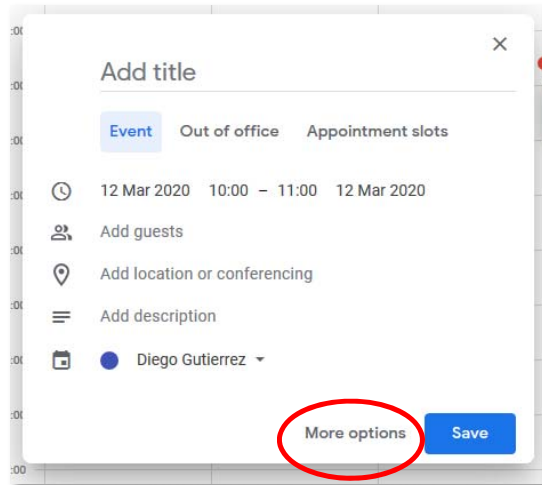 Add title
Event Out of office Appointment slots
12 Mar 2020 10:00 – 11:00 12 Mar 2020
Add guests
Add location or conferencing
Add description
Diego Gutierrez
More options Save